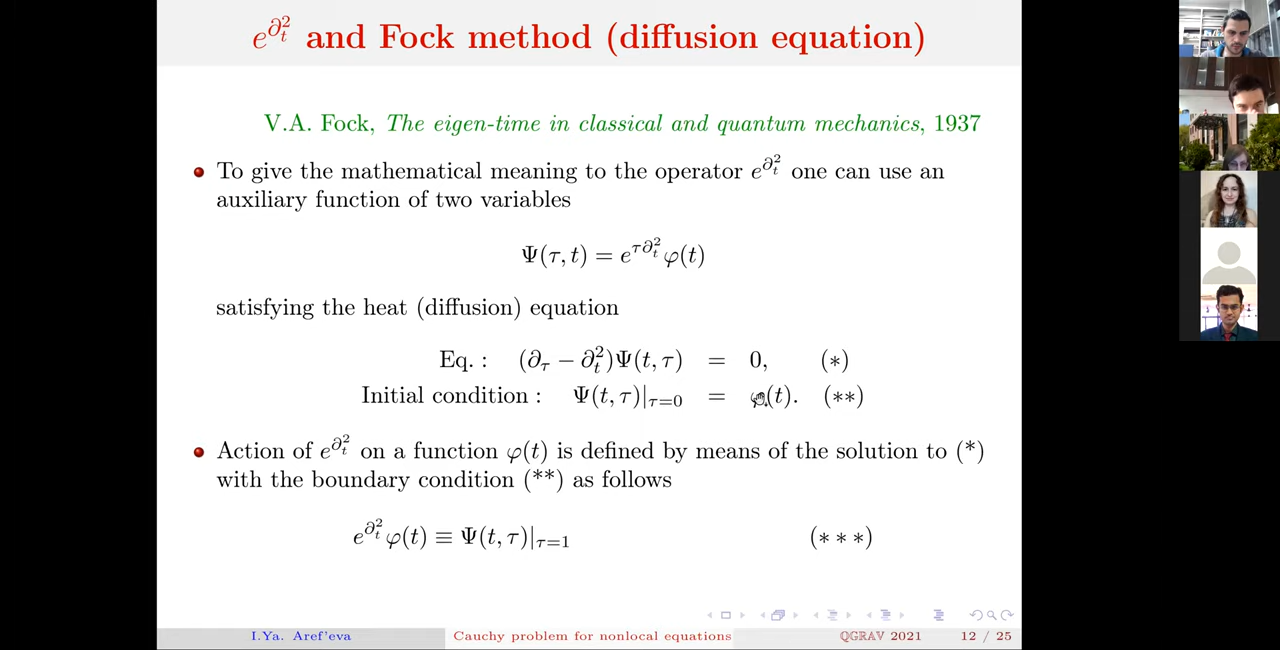 e^{∂_t^2} and Fock method (diffusion equation)
V.A. Fock, The eigen-time in classical and quantum mechanics, 1937
To give the mathematical meaning to the operator e^{∂_t^2} one can use an
auxiliary function of two variables
Ψ(τ, t) = e^{τ∂_t^2} φ(t)
satisfying the heat (diffusion) equation
Eq. : (∂_τ − ∂_t^2)Ψ(t, τ) = 0, (*)
Initial condition : Ψ(t, τ)|_{τ=0} = φ(t). (**)
Action of e^{∂_t^2} on a function φ(t) is defined by means of the solution to (*)
with the boundary condition (**) as follows
e^{∂_t^2} φ(t) ≡ Ψ(t, τ)|_{τ=1} (* * *)
I.Ya. Aref'eva Cauchy problem for nonlocal equations QGRAV 2021 12 / 25